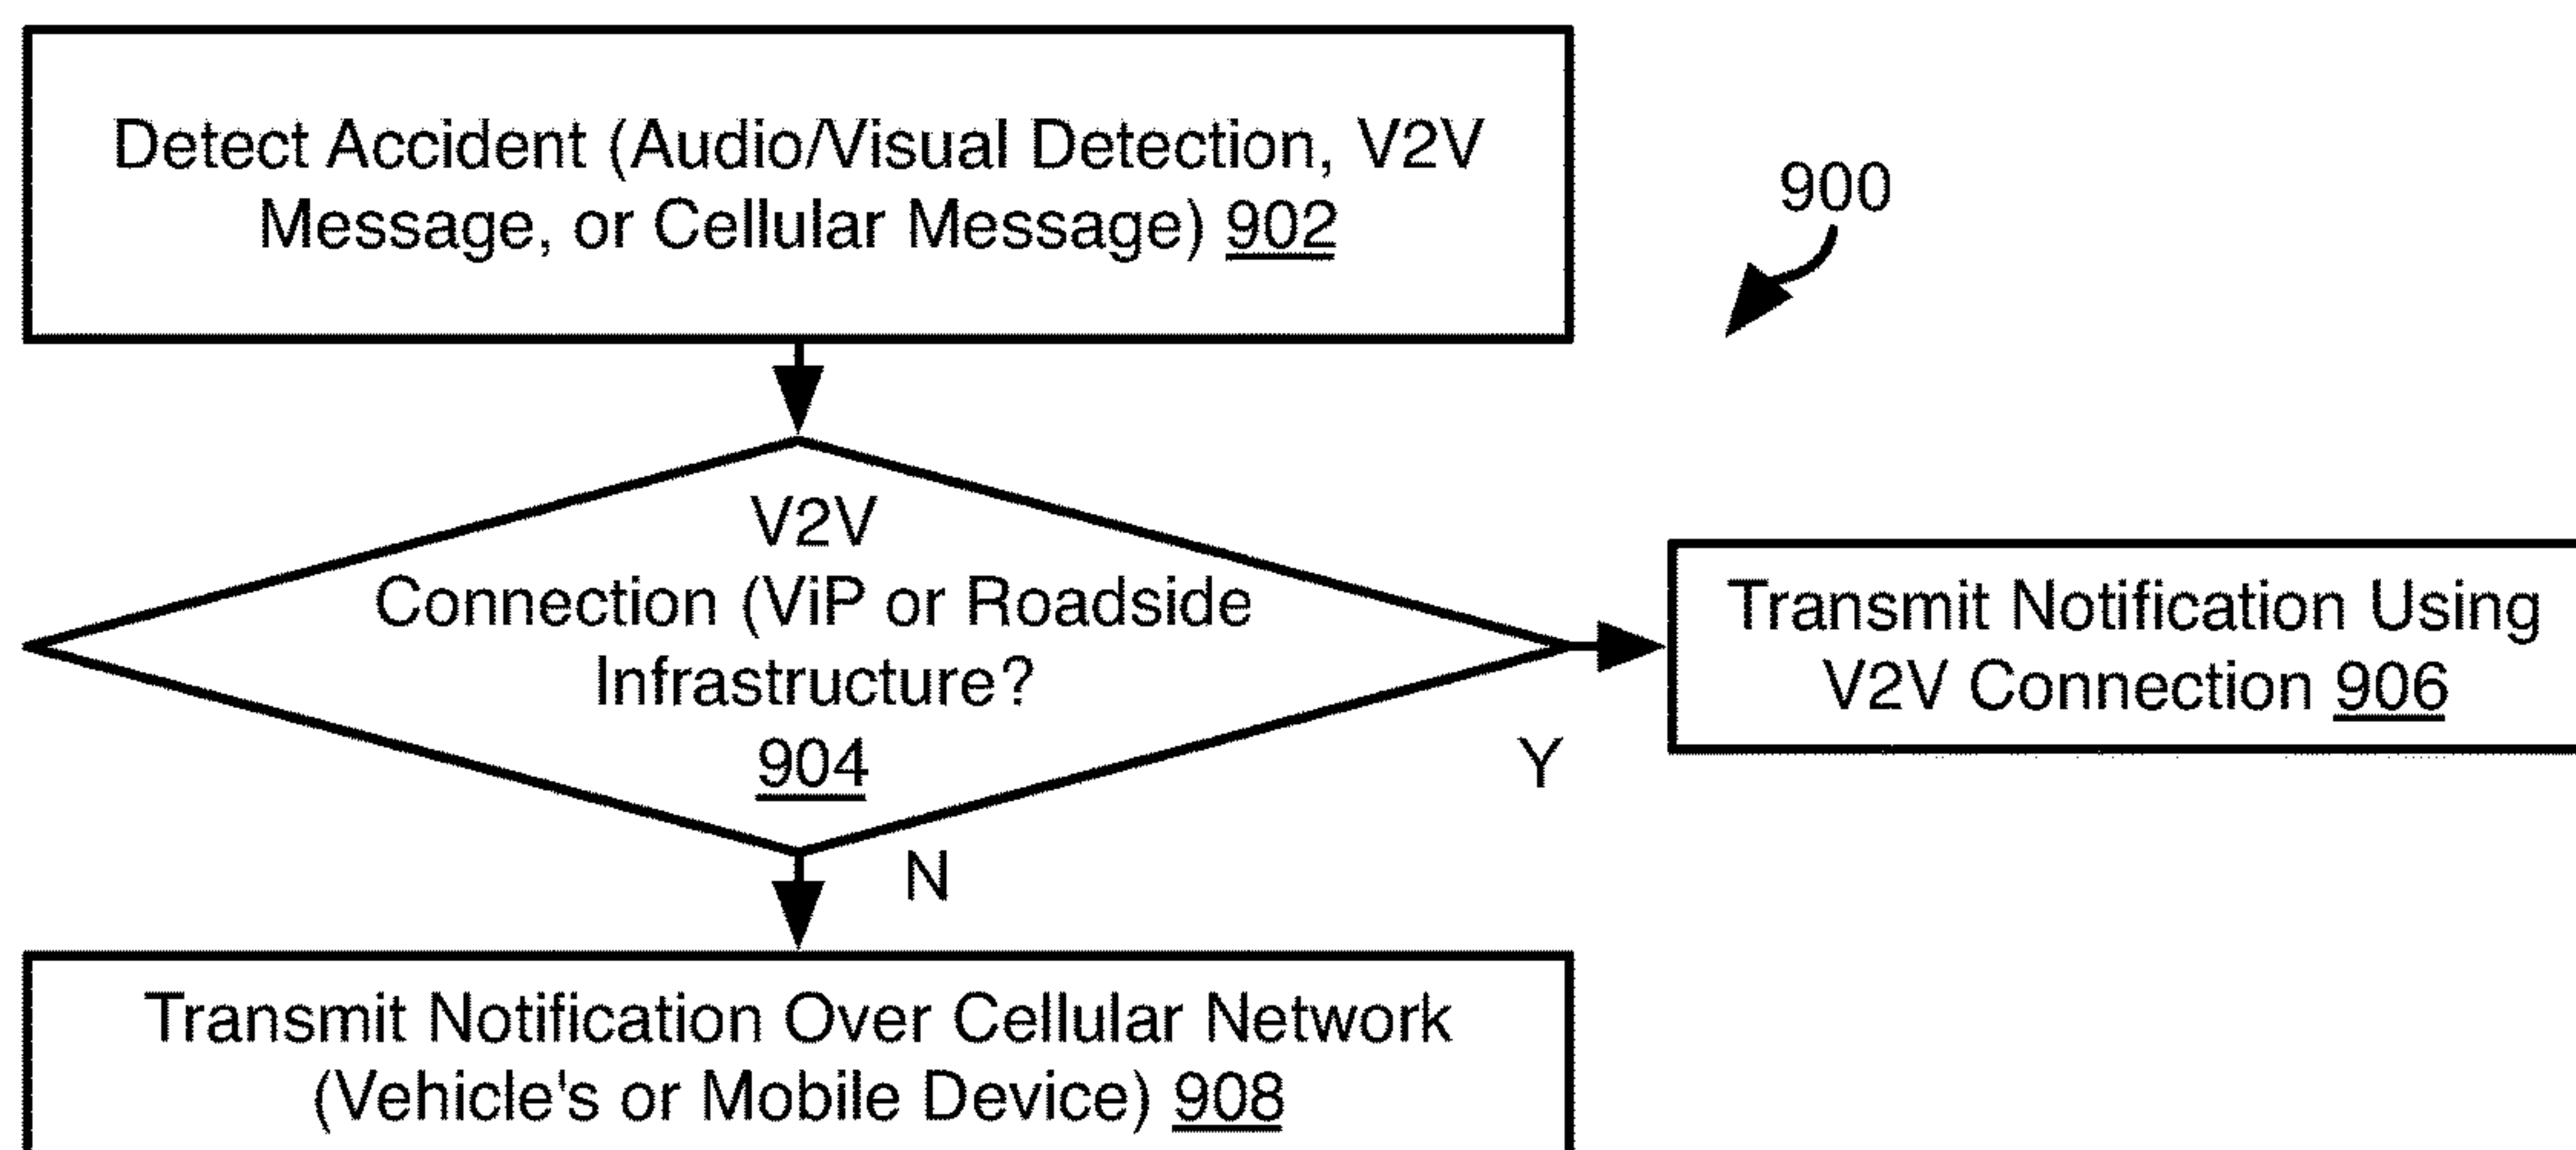 Detect Accident (Audio/Visual Detection, V2V
Message, or Cellular Message) 902
900
V2V
Connection (ViP or Roadside
Infrastructure?
904
Y
N
Transmit Notification Using
V2V Connection 906
Transmit Notification Over Cellular Network
(Vehicle's or Mobile Device) 908